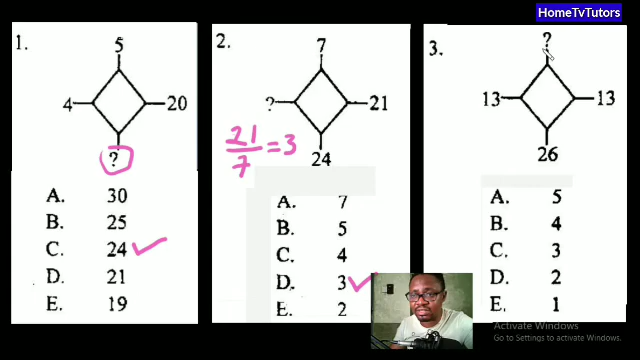 HomeTvTutors
1.
5
4
20
?
A. 30
B. 25
C. 24
D. 21
E. 19
2.
7
?
21
21/7 = 3
24
A. 7
B. 5
C. 4
D. 3
E. 2
3.
?
13
13
26
A. 5
B. 4
C. 3
D. 2
E. 1
Activate Windows
Go to Settings to activate Windows.